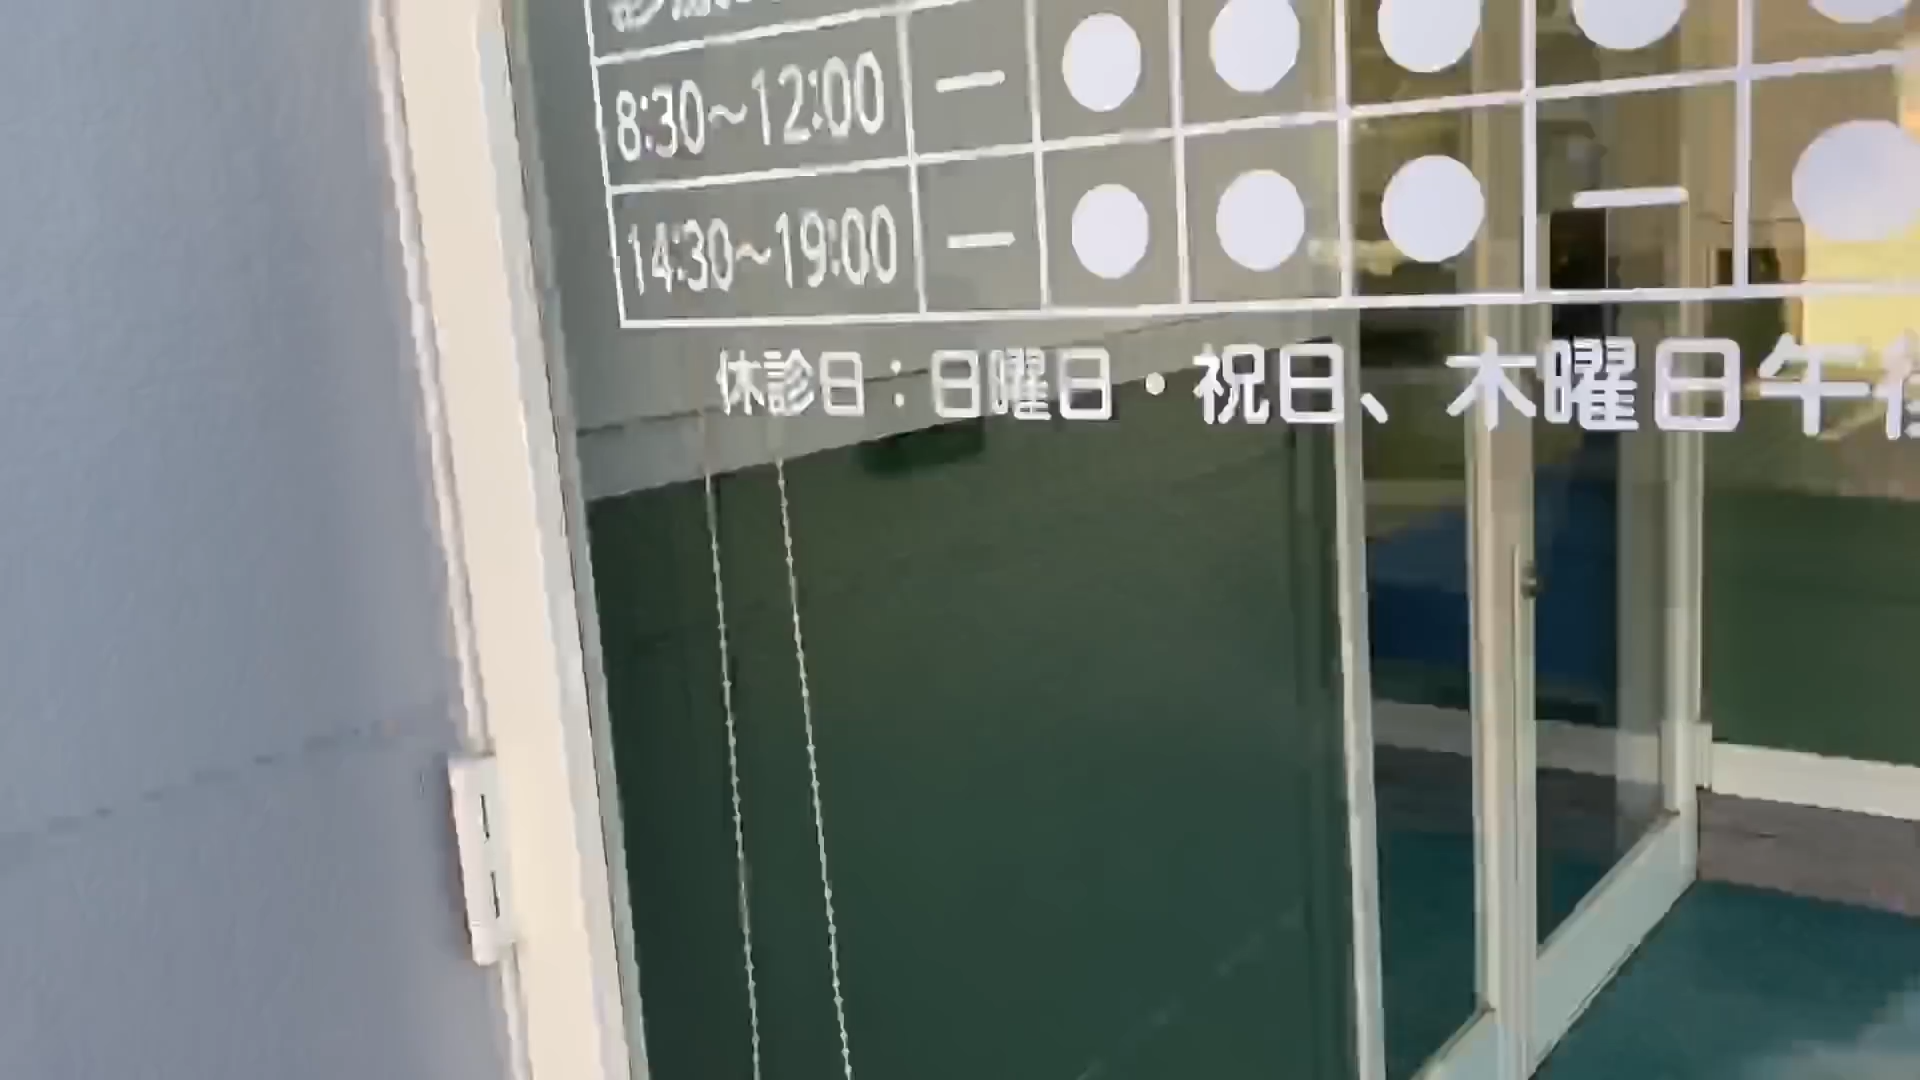 8:30~12:00 — ● ● ● ● ●
14:30~19:00 — ● ● ● — ●
休診日：日曜日・祝日、木曜日午